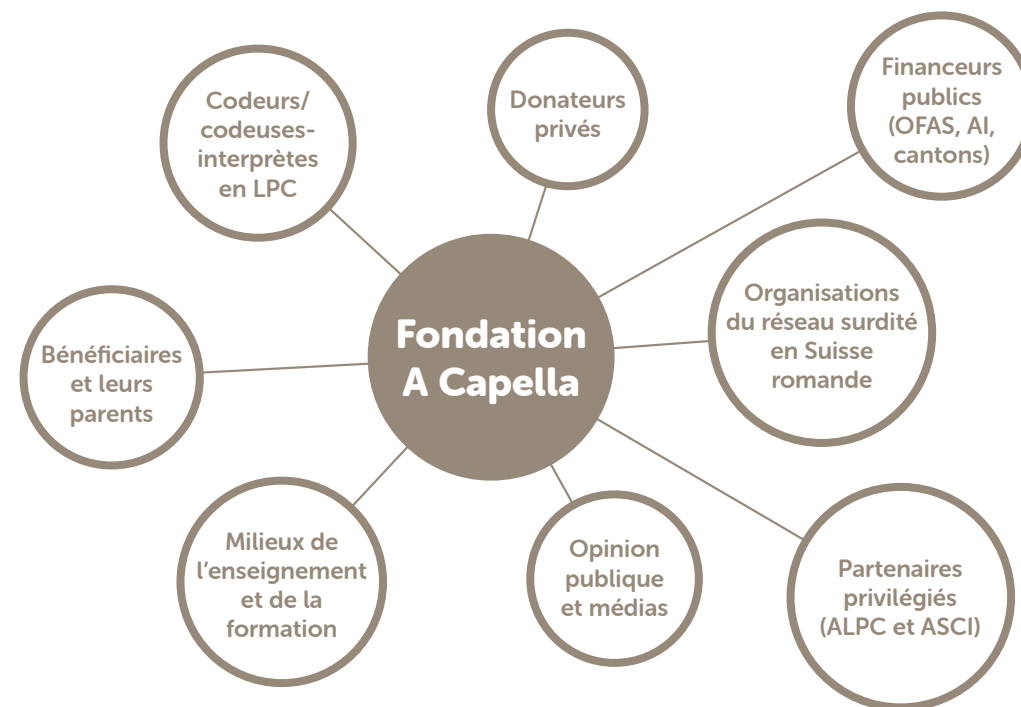 Codeurs/
codeuses-
interprètes
en LPC
Donateurs
privés
Financeurs
publics
(OFAS, AI,
cantons)
Bénéficiaires
et leurs
parents
Fondation
A Capella
Organisations
du réseau surdité
en Suisse
romande
Milieux de
l'enseignement
et de la
formation
Opinion
publique
et médias
Partenaires
privilégiés
(ALPC et ASCI)